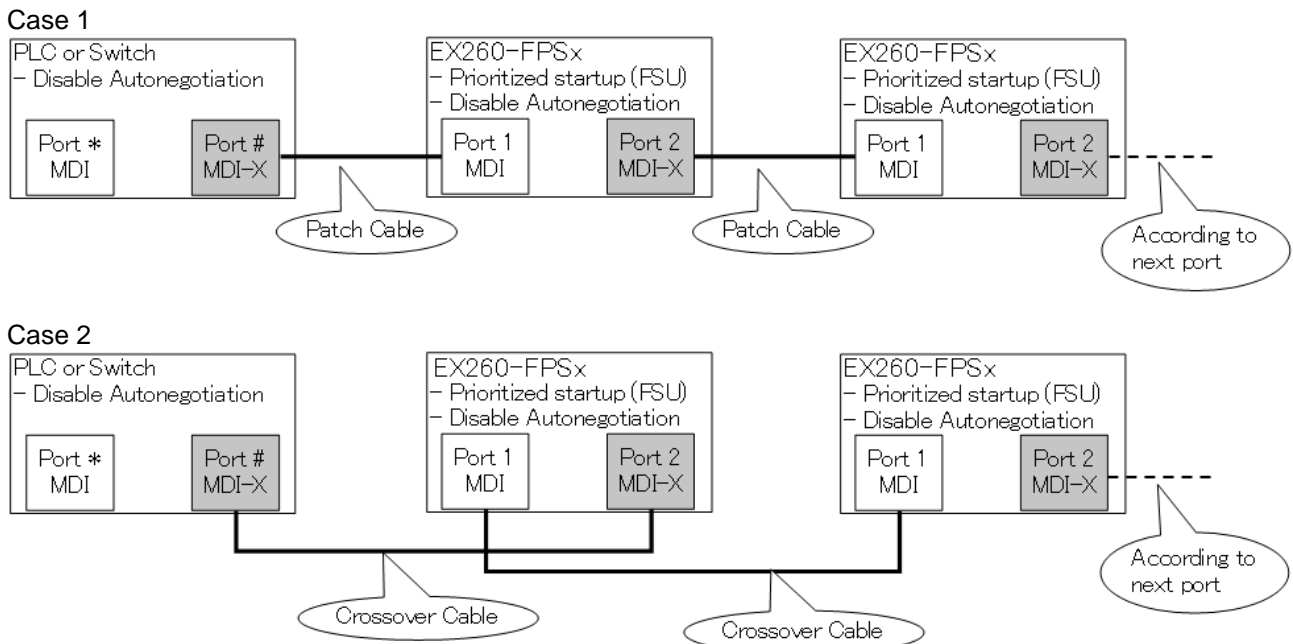 Case 1
PLC or Switch
- Disable Autonegotiation
Port *
MDI
Port #
MDI-X
EX260-FPSx
- Prioritized startup (FSU)
- Disable Autonegotiation
Port 1
MDI
Port 2
MDI-X
EX260-FPSx
- Prioritized startup (FSU)
- Disable Autonegotiation
Port 1
MDI
Port 2
MDI-X
Patch Cable
Patch Cable
According to
next port
Case 2
PLC or Switch
- Disable Autonegotiation
Port *
MDI
Port #
MDI-X
EX260-FPSx
- Prioritized startup (FSU)
- Disable Autonegotiation
Port 1
MDI
Port 2
MDI-X
EX260-FPSx
- Prioritized startup (FSU)
- Disable Autonegotiation
Port 1
MDI
Port 2
MDI-X
According to
next port
Crossover Cable
Crossover Cable